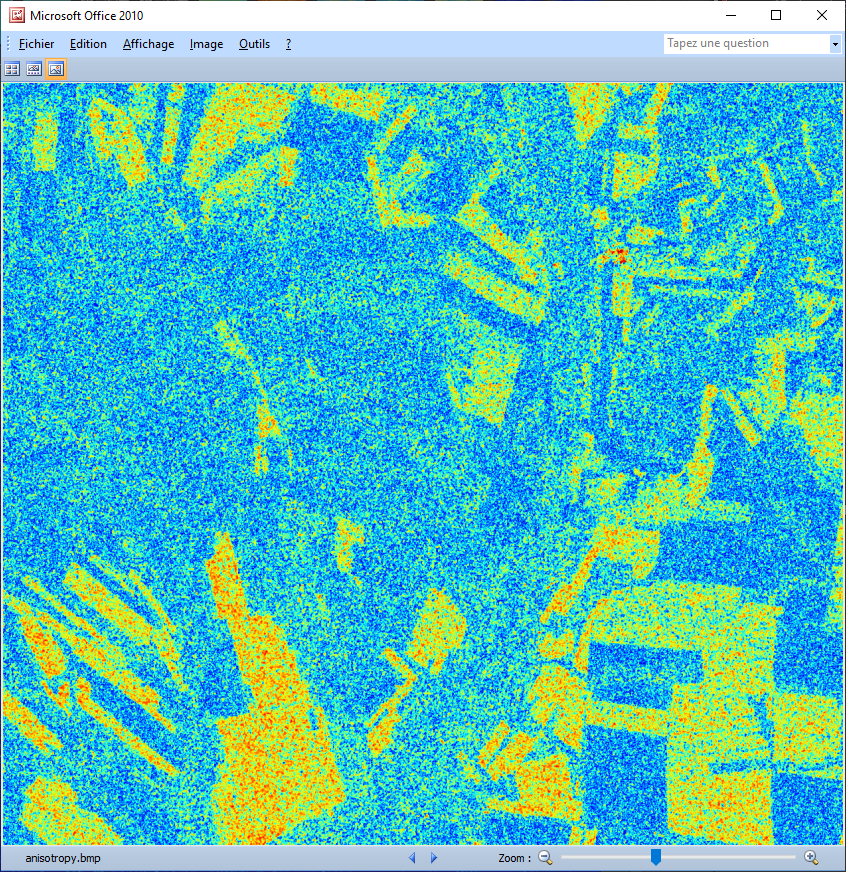 Microsoft Office 2010
Fichier Edition Affichage Image Outils ?
Tapez une question
anisotropy.bmp
Zoom :